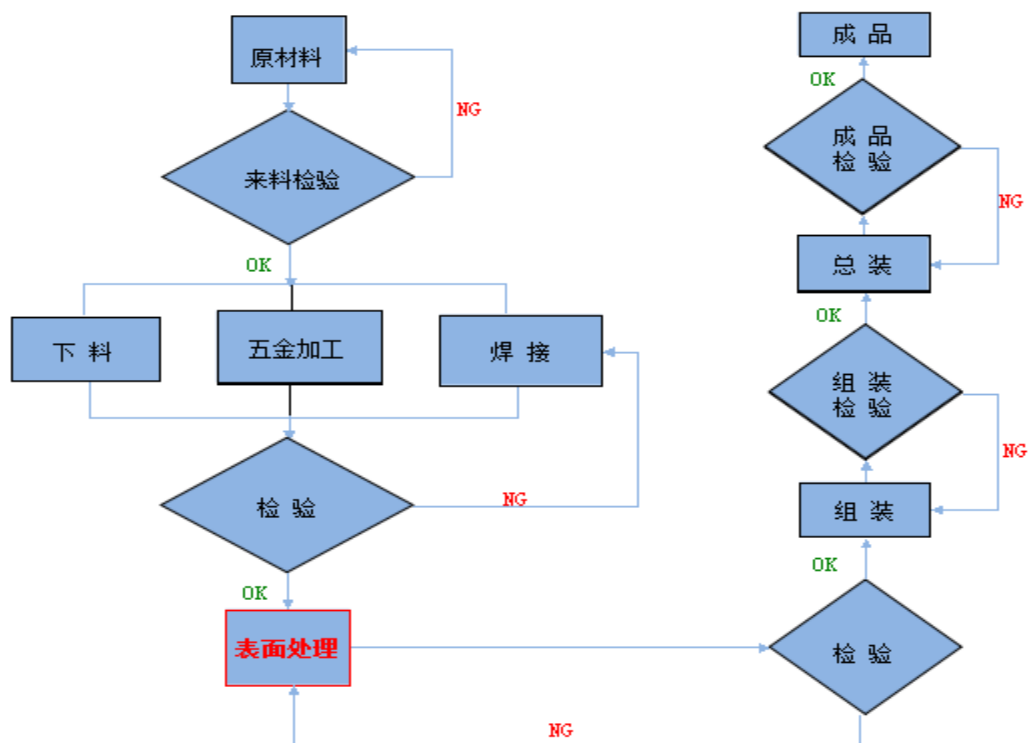 原材料
NG
来料检验
OK
下 料
五金加工
焊 接
检 验
NG
OK
表面处理
NG
检 验
OK
组 装
NG
组 装
检 验
OK
总 装
NG
成 品
检 验
OK
成 品